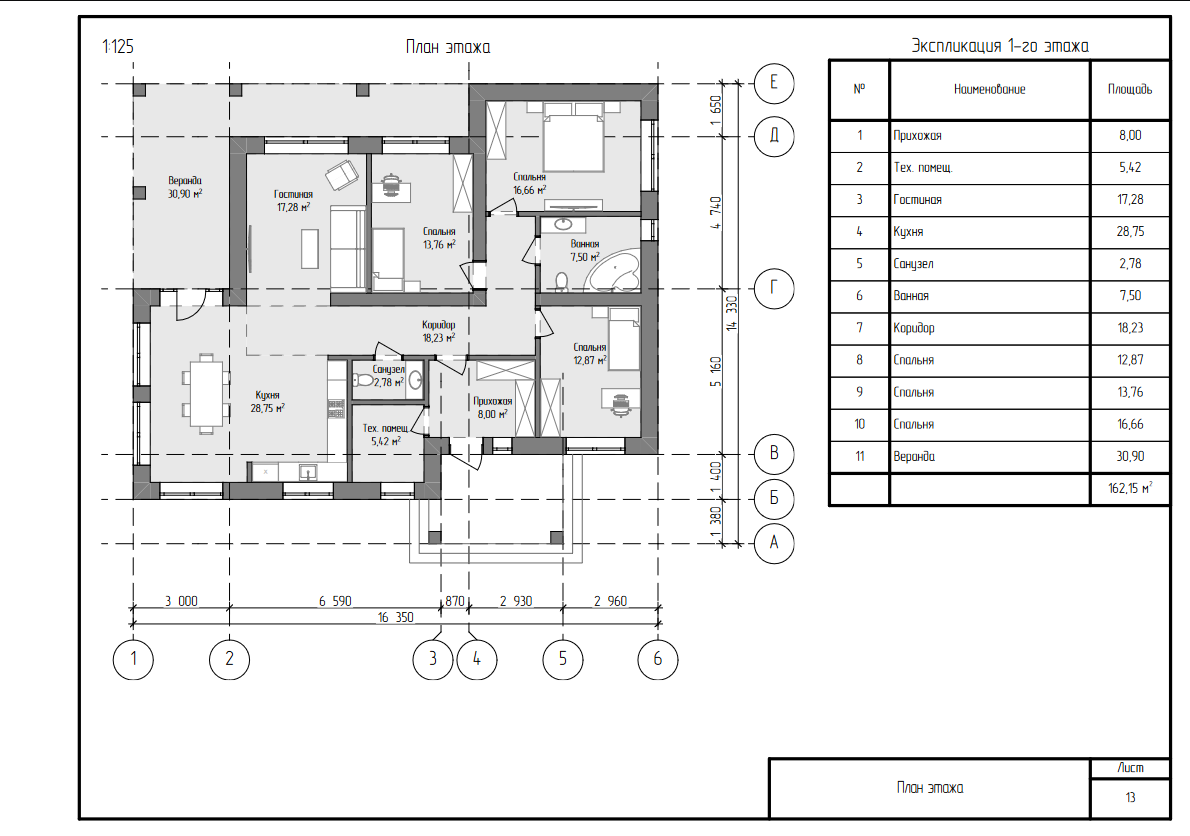 1:125
План этажа
Экспликация 1-го этажа
№ Наименование Площадь
1 Прихожая 8,00
2 Тех. помещ. 5,42
3 Гостиная 17,28
4 Кухня 28,75
5 Санузел 2,78
6 Ванная 7,50
7 Коридор 18,23
8 Спальня 12,87
9 Спальня 13,76
10 Спальня 16,66
11 Веранда 30,90
162,15 м²
Е
Д
Г
В
Б
А
1 650
4 740
14 330
5 160
1 400
1 380
Веранда
30,90 м²
Гостиная
17,28 м²
Спальня
16,66 м²
Спальня
13,76 м²
Ванная
7,50 м²
Коридор
18,23 м²
Спальня
12,87 м²
Санузел
2,78 м²
Кухня
28,75 м²
Прихожая
8,00 м²
Тех. помещ.
5,42 м²
3 000 6 590 870 2 930 2 960
16 350
1 2 3 4 5 6
План этажа
Лист
13